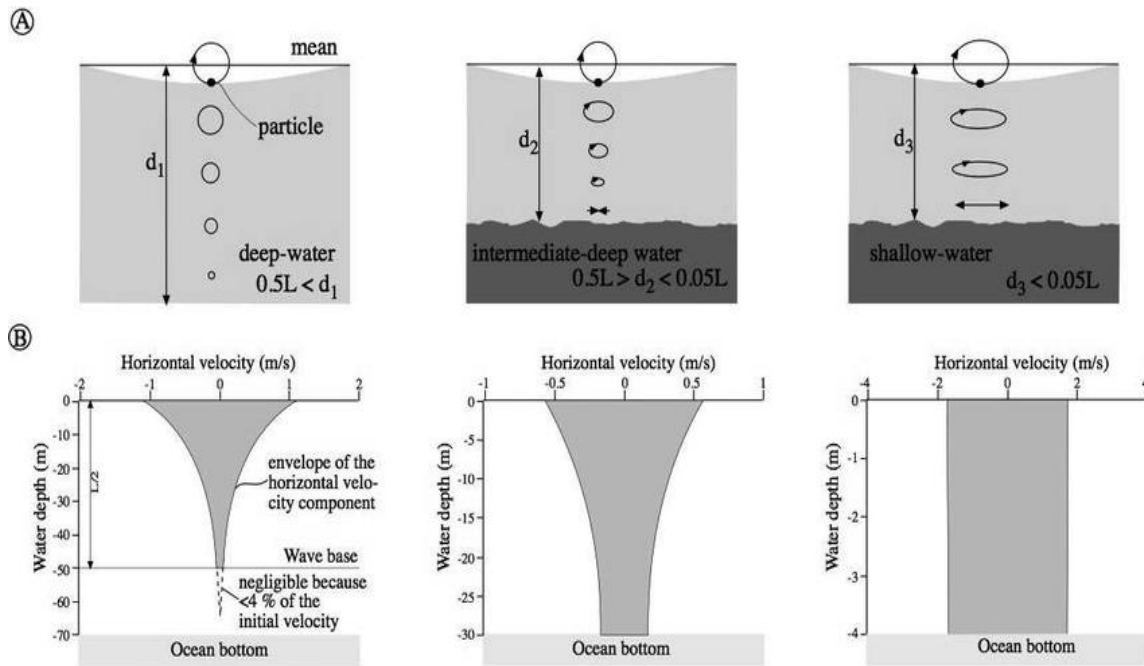 A
mean
particle
d1
deep-water
0.5L < d1
d2
intermediate-deep water
0.5L > d2 < 0.05L
d3
shallow-water
d3 < 0.05L
B
Horizontal velocity (m/s)
-2 -1 0 1 2
Water depth (m)
0
-10
-20
-30
-40
-50
-60
-70
L/2
envelope of the
horizontal velo-
city component
Wave base
negligible because
<4 % of the
initial velocity
Ocean bottom
Horizontal velocity (m/s)
-1 -0.5 0 0.5 1
Water depth (m)
0
-5
-10
-15
-20
-25
-30
Ocean bottom
Horizontal velocity (m/s)
-4 -2 0 2 4
Water depth (m)
0
-1
-2
-3
-4
Ocean bottom